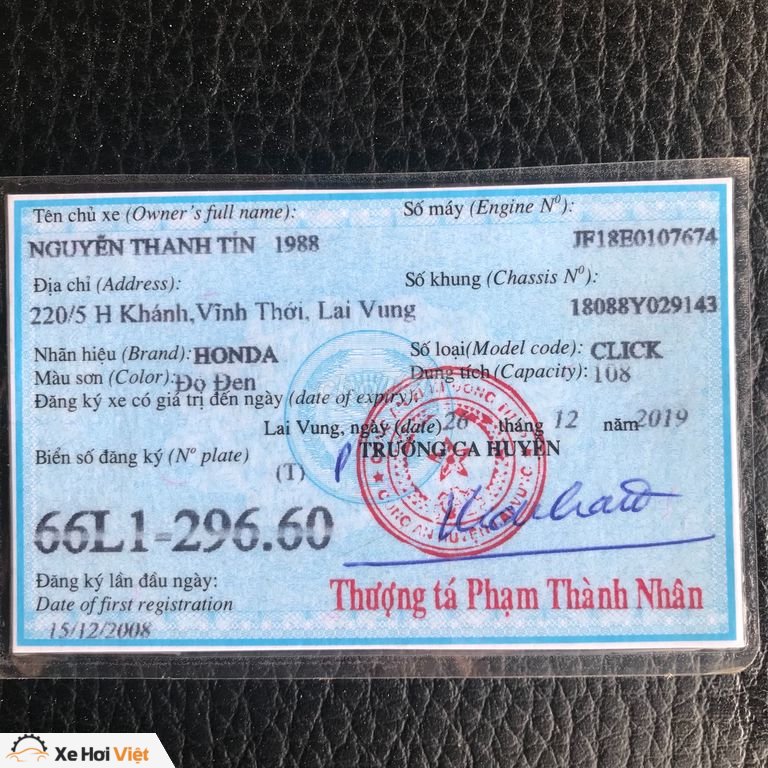 Tên chủ xe (Owner's full name):
NGUYỄN THANH TÍN 1988
Số máy (Engine Nº):
JF18E0107674
Địa chỉ (Address):
220/5 H Khánh,Vĩnh Thới, Lai Vung
Số khung (Chassis Nº):
18088Y029143
Nhãn hiệu (Brand): HONDA
Số loại(Model code): CLICK
Màu sơn (Color): Đỏ Đen
Dung tích (Capacity): 108
Đăng ký xe có giá trị đến ngày (date of expiry):
Lai Vung, ngày (date) 26 tháng 12 năm 2019
Biển số đăng ký (Nº plate) (T)
TRƯỞNG CA HUYỆN
66L1-296.60
Đăng ký lần đầu ngày:
Date of first registration
15/12/2008
Thượng tá Phạm Thành Nhân
Xe Hơi Việt